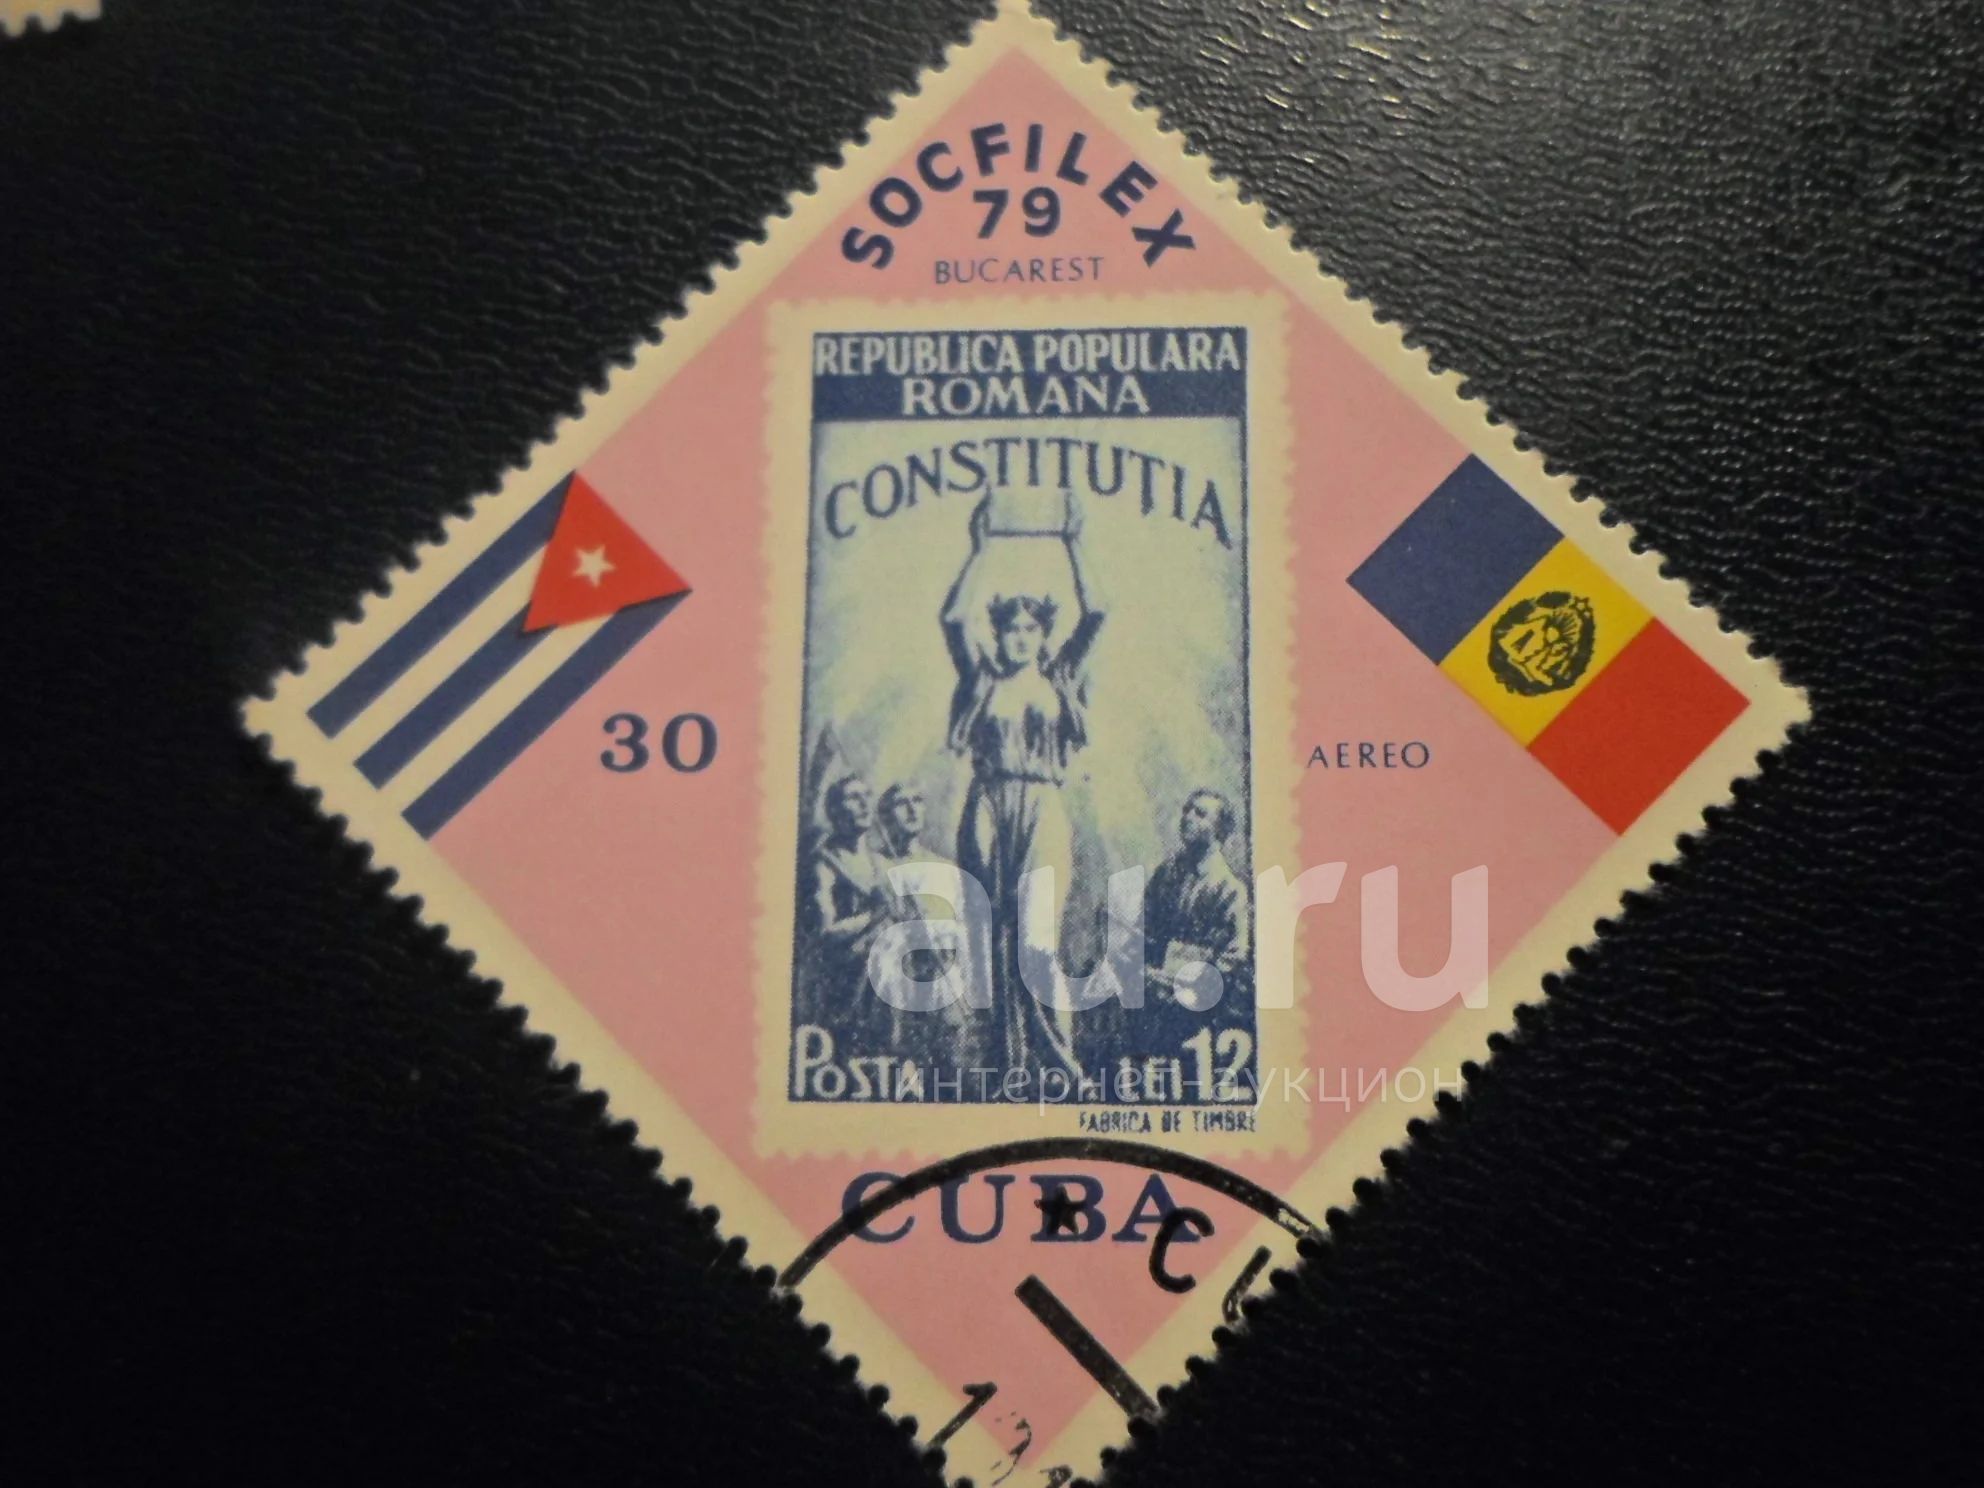 SOCFILEX
79
BUCAREST
REPUBLICA POPULARA
ROMANA
CONSTITUTIA
30
AEREO
au.ru
POSTA LEI 12
интернет-аукцион
FABRICA DE TIMBRE
CUBA